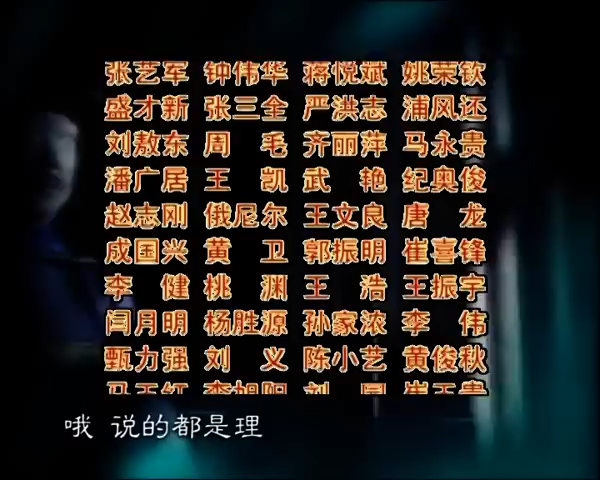 张艺军 钟伟华 蒋悦斌 姚荣钦
盛才新 张三全 严洪志 浦风还
刘敖东 周 毛 齐丽萍 马永贵
潘广居 王 凯 武 艳 纪奥俊
赵志刚 俄尼尔 王文良 唐 龙
成国兴 黄 卫 郭振明 崔喜锋
李 健 桃 渊 王 浩 王振宇
闫月明 杨胜源 孙家浓 李 伟
甄力强 刘 义 陈小艺 黄俊秋
哦 说的都是理